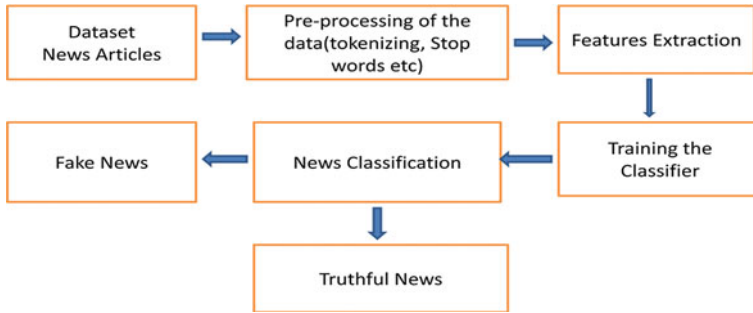 Dataset
News Articles
Pre-processing of the
data(tokenizing, Stop
words etc)
Features Extraction
Fake News
News Classification
Training the
Classifier
Truthful News